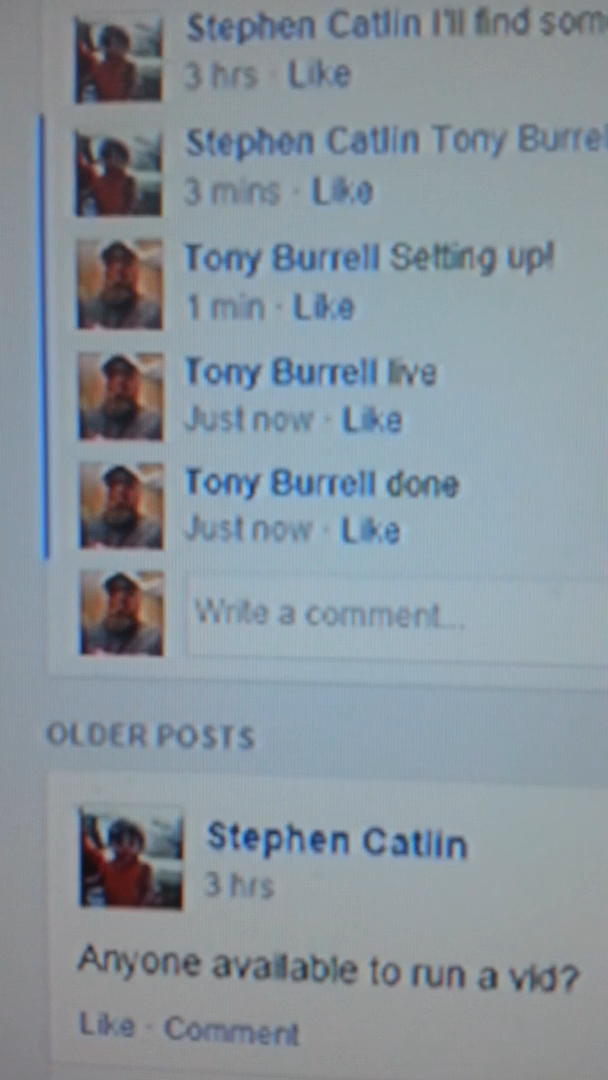 Stephen Catlin I'll find
3 hrs · Like
Stephen Catlin Tony
3 mins · Like
Tony Burrell Setting up!
1 min · Like
Tony Burrell live
Just now · Like
Tony Burrell done
Just now · Like
Write a comment...
OLDER POSTS
Stephen Catlin
3 hrs
Anyone available to run a vid?
Like · Comment